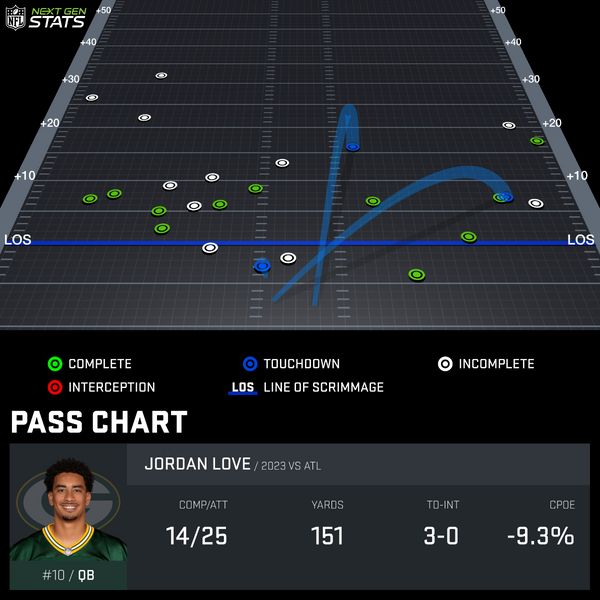 NFL NEXT GEN STATS
+50 +50
+30 +30
+20 +20
+10 +10
LOS LOS
COMPLETE TOUCHDOWN INCOMPLETE
INTERCEPTION LOS LINE OF SCRIMMAGE
PASS CHART
JORDAN LOVE / 2023 VS ATL
COMP/ATT YARDS TD-INT CPOE
14/25 151 3-0 -9.3%
#10 / QB